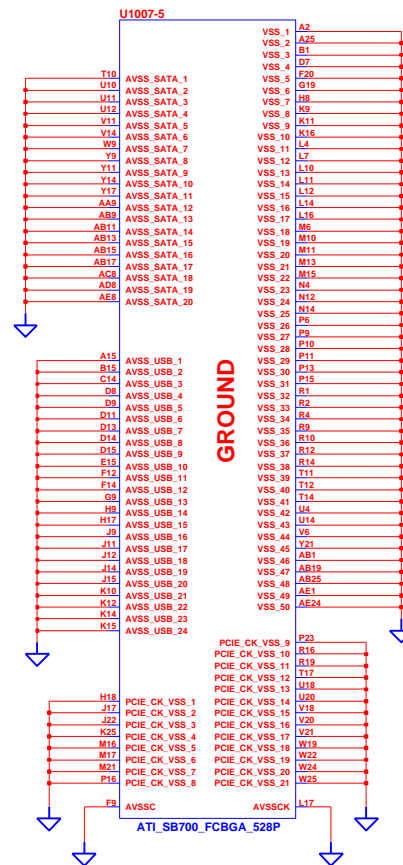 U1007-5
T10 AVSS_SATA_1
U10 AVSS_SATA_2
U11 AVSS_SATA_3
U12 AVSS_SATA_4
V11 AVSS_SATA_5
V14 AVSS_SATA_6
W9 AVSS_SATA_7
Y9 AVSS_SATA_8
Y11 AVSS_SATA_9
Y14 AVSS_SATA_10
Y17 AVSS_SATA_11
AA9 AVSS_SATA_12
AB9 AVSS_SATA_13
AB11 AVSS_SATA_14
AB13 AVSS_SATA_15
AB15 AVSS_SATA_16
AB17 AVSS_SATA_17
AC8 AVSS_SATA_18
AD8 AVSS_SATA_19
AE8 AVSS_SATA_20
A15 AVSS_USB_1
B15 AVSS_USB_2
C14 AVSS_USB_3
D8 AVSS_USB_4
D9 AVSS_USB_5
D11 AVSS_USB_6
D13 AVSS_USB_7
D14 AVSS_USB_8
D15 AVSS_USB_9
E15 AVSS_USB_10
F12 AVSS_USB_11
F14 AVSS_USB_12
G9 AVSS_USB_13
H9 AVSS_USB_14
H17 AVSS_USB_15
J9 AVSS_USB_16
J11 AVSS_USB_17
J12 AVSS_USB_18
J14 AVSS_USB_19
J15 AVSS_USB_20
K10 AVSS_USB_21
K12 AVSS_USB_22
K14 AVSS_USB_23
K15 AVSS_USB_24
H18 PCIE_CK_VSS_1
J17 PCIE_CK_VSS_2
J22 PCIE_CK_VSS_3
K25 PCIE_CK_VSS_4
M16 PCIE_CK_VSS_5
M17 PCIE_CK_VSS_6
M21 PCIE_CK_VSS_7
P16 PCIE_CK_VSS_8
F9 AVSSC
GROUND
VSS_1 A2
VSS_2 A25
VSS_3 B1
VSS_4 D7
VSS_5 F20
VSS_6 G19
VSS_7 H8
VSS_8 K9
VSS_9 K11
VSS_10 K16
VSS_11 L4
VSS_12 L7
VSS_13 L10
VSS_14 L11
VSS_15 L12
VSS_16 L14
VSS_17 L16
VSS_18 M6
VSS_19 M10
VSS_20 M11
VSS_21 M13
VSS_22 M15
VSS_23 N4
VSS_24 N12
VSS_25 N14
VSS_26 P6
VSS_27 P9
VSS_28 P10
VSS_29 P11
VSS_30 P13
VSS_31 P15
VSS_32 R1
VSS_33 R2
VSS_34 R4
VSS_35 R9
VSS_36 R10
VSS_37 R12
VSS_38 R14
VSS_39 T11
VSS_40 T12
VSS_41 T14
VSS_42 U4
VSS_43 U14
VSS_44 V6
VSS_45 Y21
VSS_46 AB1
VSS_47 AB19
VSS_48 AB25
VSS_49 AE1
VSS_50 AE24
PCIE_CK_VSS_9 P23
PCIE_CK_VSS_10 R16
PCIE_CK_VSS_11 R19
PCIE_CK_VSS_12 T17
PCIE_CK_VSS_13 U18
PCIE_CK_VSS_14 U20
PCIE_CK_VSS_15 V18
PCIE_CK_VSS_16 V20
PCIE_CK_VSS_17 V21
PCIE_CK_VSS_18 W19
PCIE_CK_VSS_19 W22
PCIE_CK_VSS_20 W24
PCIE_CK_VSS_21 W25
AVSSCK L17
ATI_SB700_FCBGA_528P